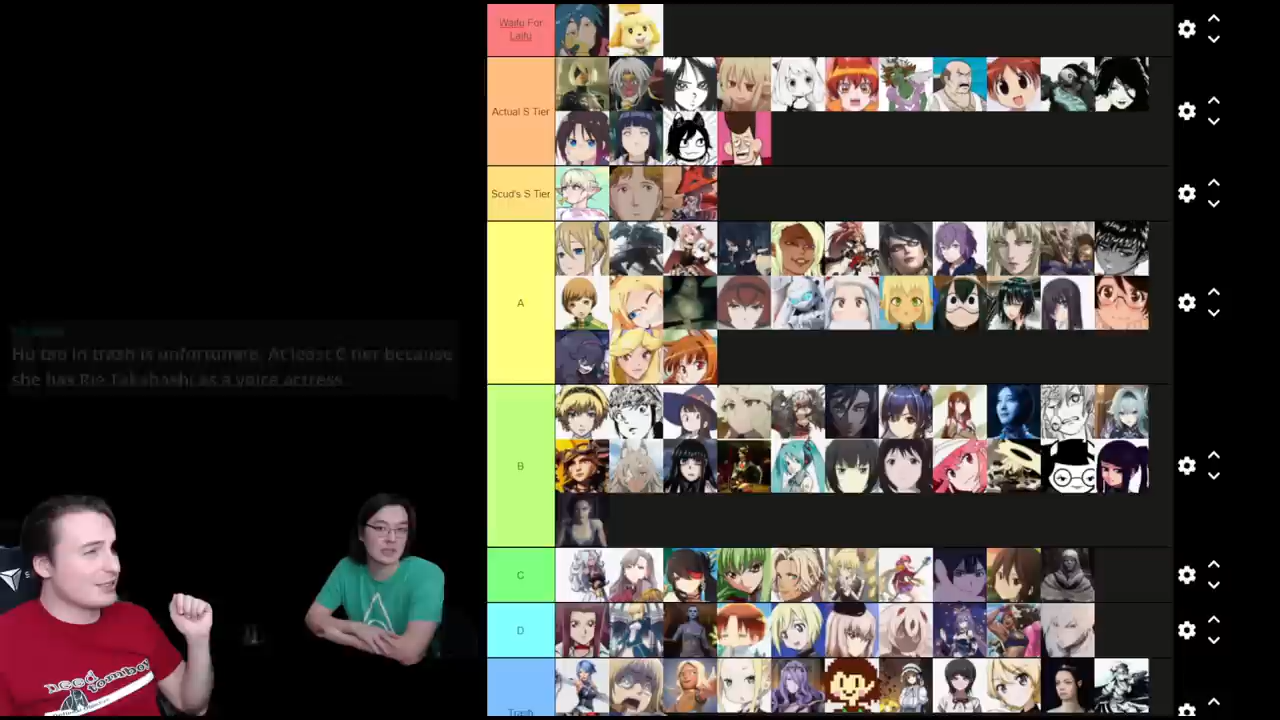 Waifu For
Laifu
Actual S Tier
Scud's S Tier
A
B
C
D
Trash
Hu tao in trash is unfortunate. At least C tier because
she has Rie Takahashi as a voice actress.
need
tomboy